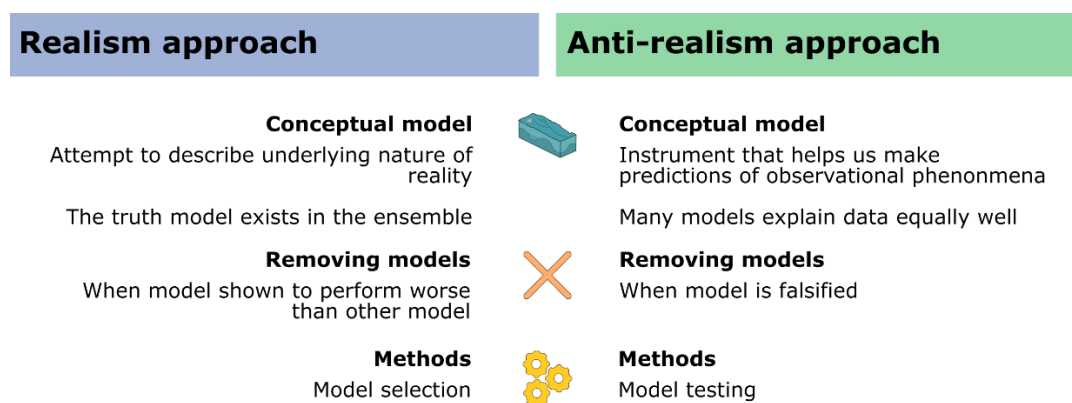 Realism approach
Anti-realism approach
Conceptual model
Attempt to describe underlying nature of
reality
The truth model exists in the ensemble
Removing models
When model shown to perform worse
than other model
Methods
Model selection
Conceptual model
Instrument that helps us make
predictions of observational phenonmena
Many models explain data equally well
Removing models
When model is falsified
Methods
Model testing